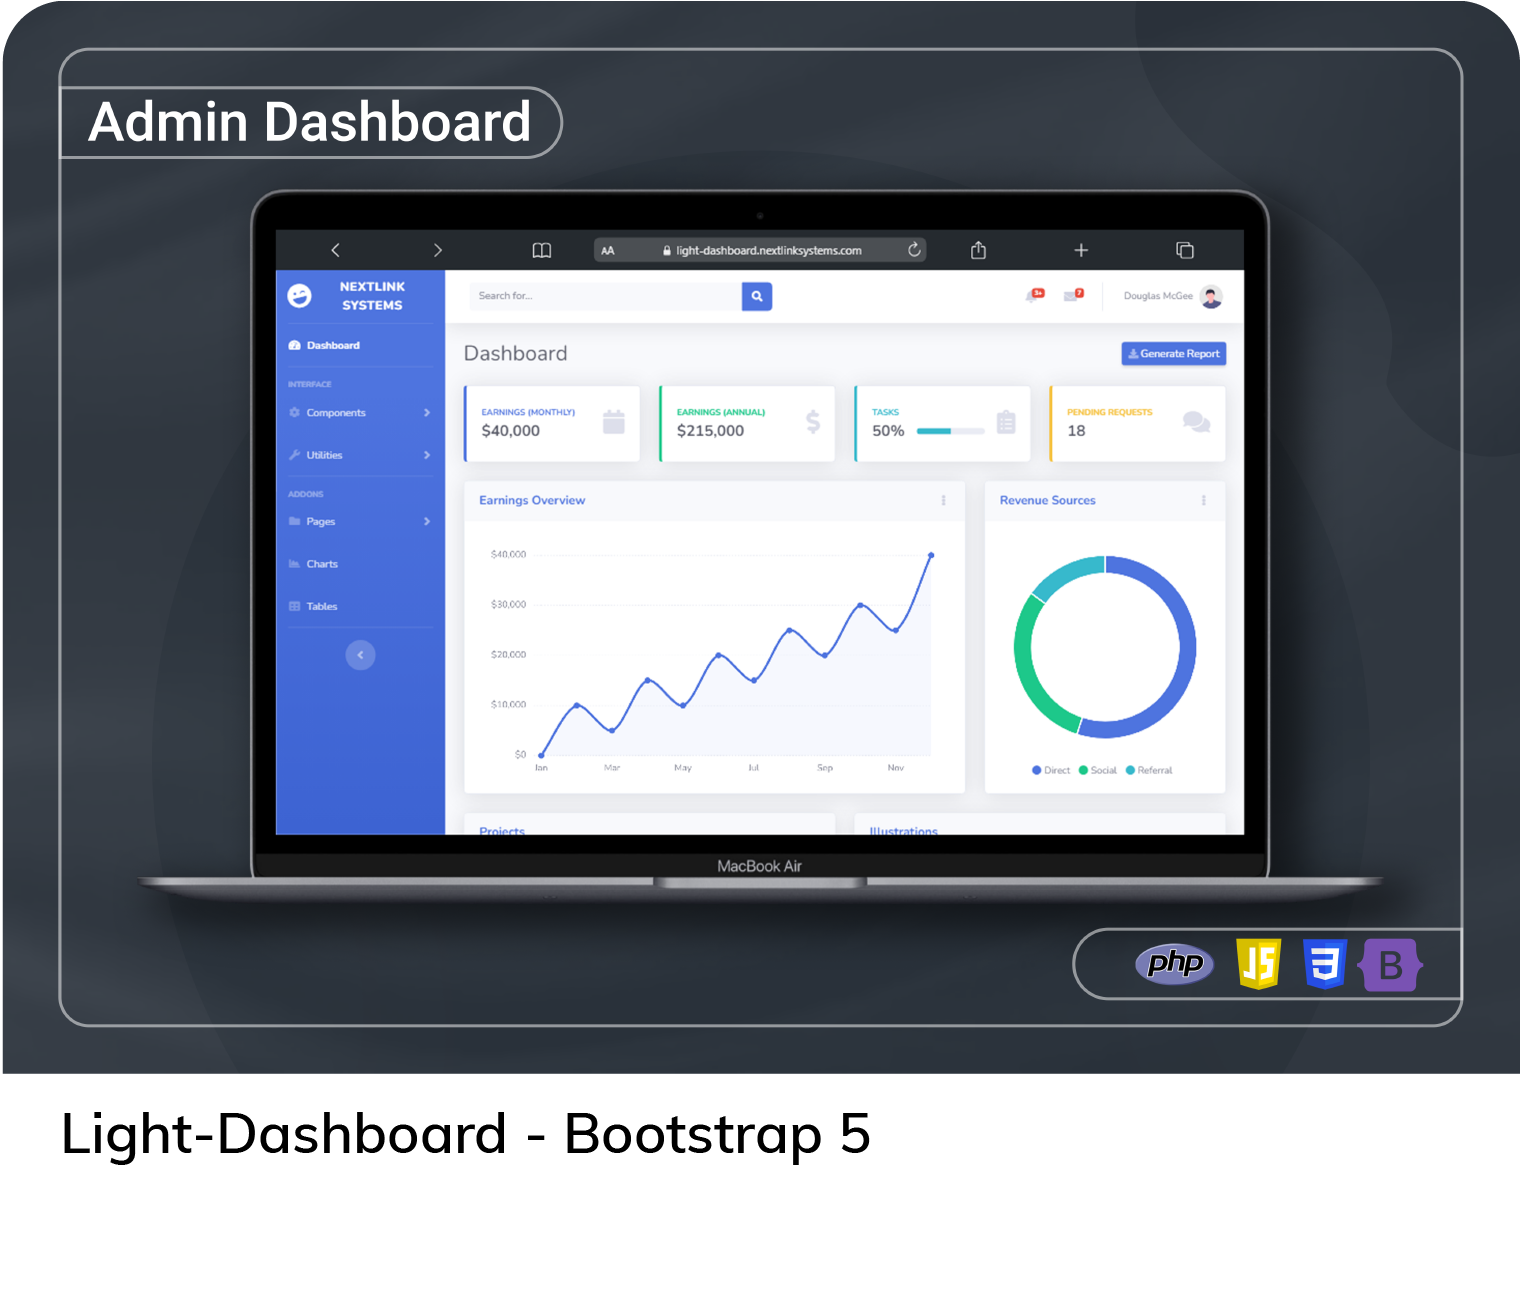 Admin Dashboard
AA
light-dashboard.nextlinksystems.com
NEXTLINK
SYSTEMS
Search for...
3+
7
Douglas McGee
Dashboard
INTERFACE
Components
Utilities
ADDONS
Pages
Charts
Tables
Dashboard
Generate Report
EARNINGS (MONTHLY)
$40,000
EARNINGS (ANNUAL)
$215,000
TASKS
50%
PENDING REQUESTS
18
Earnings Overview
$40,000
$30,000
$20,000
$10,000
$0
Jan Mar May Jul Sep Nov
Revenue Sources
Direct Social Referral
Projects
Illustrations
MacBook Air
php JS 3 B
Light-Dashboard - Bootstrap 5